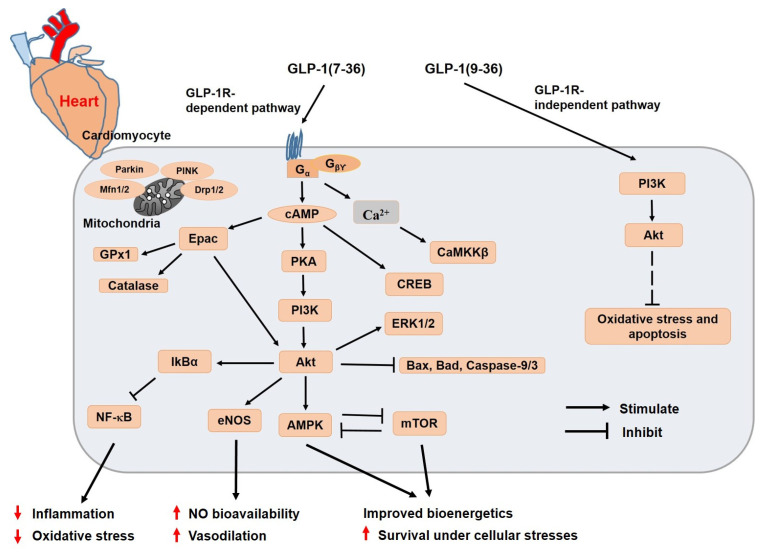 GLP-1(7-36)
GLP-1(9-36)
GLP-1R-
dependent pathway
GLP-1R-
independent pathway
Heart
Cardiomyocyte
Parkin
PINK
Mfn1/2
Drp1/2
Mitochondria
Gα
Gβγ
cAMP
Ca2+
PI3K
Epac
GPx1
Catalase
PKA
CaMKKβ
CREB
Akt
PI3K
ERK1/2
Oxidative stress and
apoptosis
IkBα
Akt
Bax, Bad, Caspase-9/3
NF-κB
eNOS
AMPK
mTOR
Stimulate
Inhibit
Inflammation
Oxidative stress
NO bioavailability
Vasodilation
Improved bioenergetics
Survival under cellular stresses